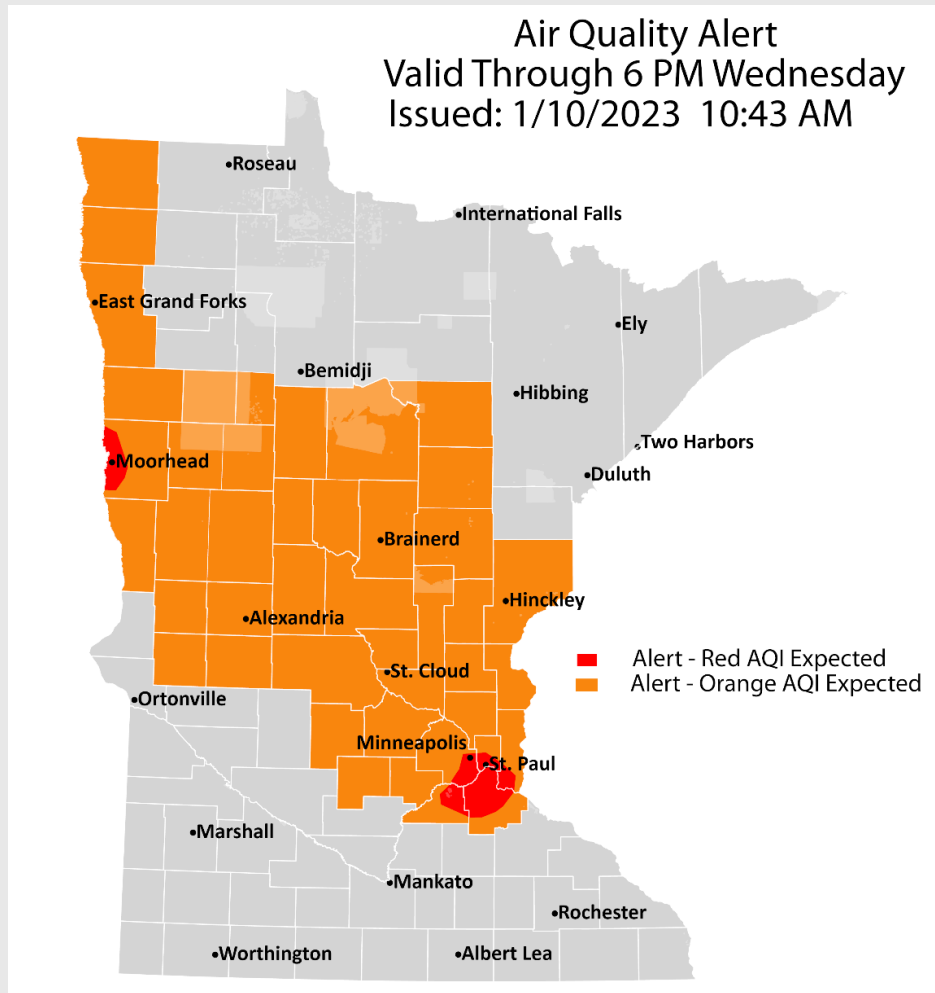 Air Quality Alert
Valid Through 6 PM Wednesday
Issued: 1/10/2023 10:43 AM
Roseau
International Falls
East Grand Forks
Ely
Bemidji
Hibbing
Two Harbors
Moorhead
Duluth
Brainerd
Hinckley
Alexandria
Alert - Red AQI Expected
St. Cloud
Alert - Orange AQI Expected
Ortonville
Minneapolis
St. Paul
Marshall
Mankato
Rochester
Worthington
Albert Lea